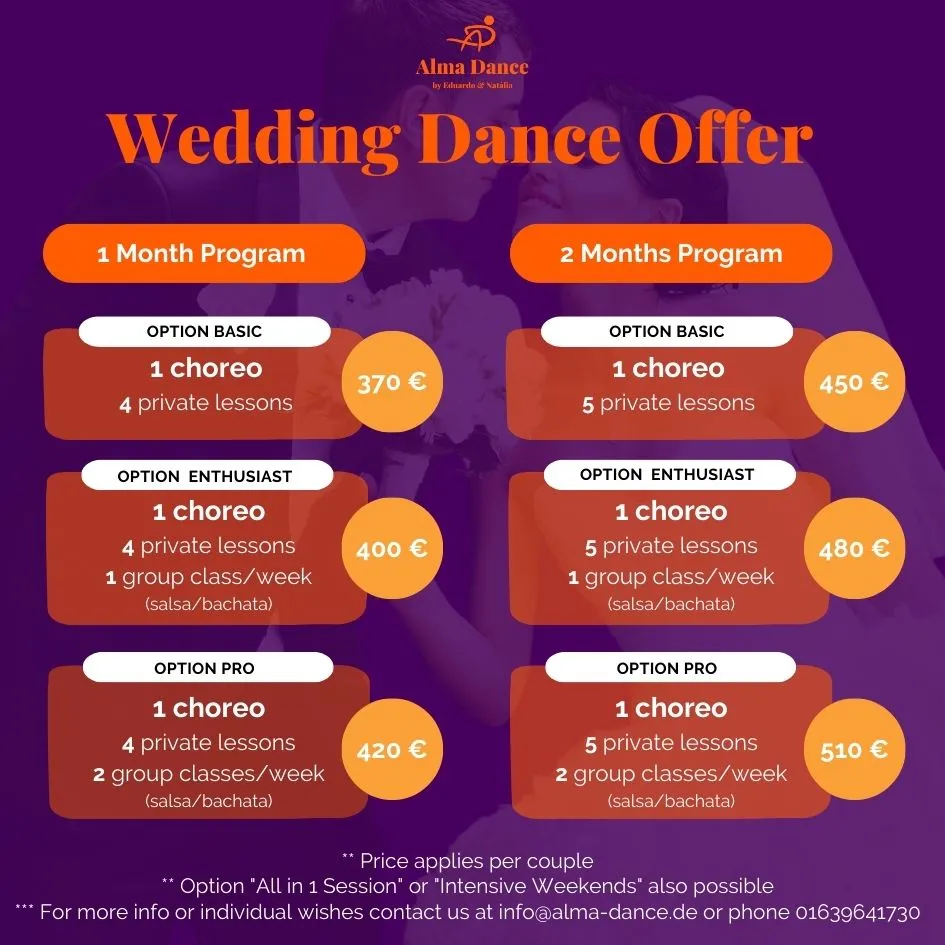 Alma Dance
by Eduardo & Natália
Wedding Dance Offer
1 Month Program
OPTION BASIC
1 choreo
4 private lessons
370 €
OPTION ENTHUSIAST
1 choreo
4 private lessons
1 group class/week
(salsa/bachata)
400 €
OPTION PRO
1 choreo
4 private lessons
2 group classes/week
(salsa/bachata)
420 €
2 Months Program
OPTION BASIC
1 choreo
5 private lessons
450 €
OPTION ENTHUSIAST
1 choreo
5 private lessons
1 group class/week
(salsa/bachata)
480 €
OPTION PRO
1 choreo
5 private lessons
2 group classes/week
(salsa/bachata)
510 €
** Price applies per couple
** Option "All in 1 Session" or "Intensive Weekends" also possible
*** For more info or individual wishes contact us at info@alma-dance.de or phone 01639641730